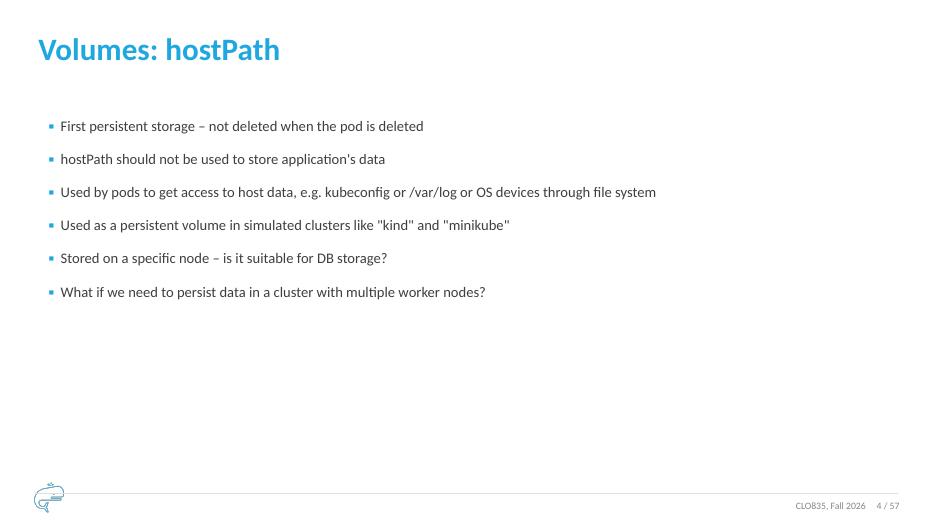 Volumes: hostPath
▪ First persistent storage – not deleted when the pod is deleted
▪ hostPath should not be used to store application's data
▪ Used by pods to get access to host data, e.g. kubeconfig or /var/log or OS devices through file system
▪ Used as a persistent volume in simulated clusters like "kind" and "minikube"
▪ Stored on a specific node – is it suitable for DB storage?
▪ What if we need to persist data in a cluster with multiple worker nodes?
CLO835, Fall 2026 4 / 57